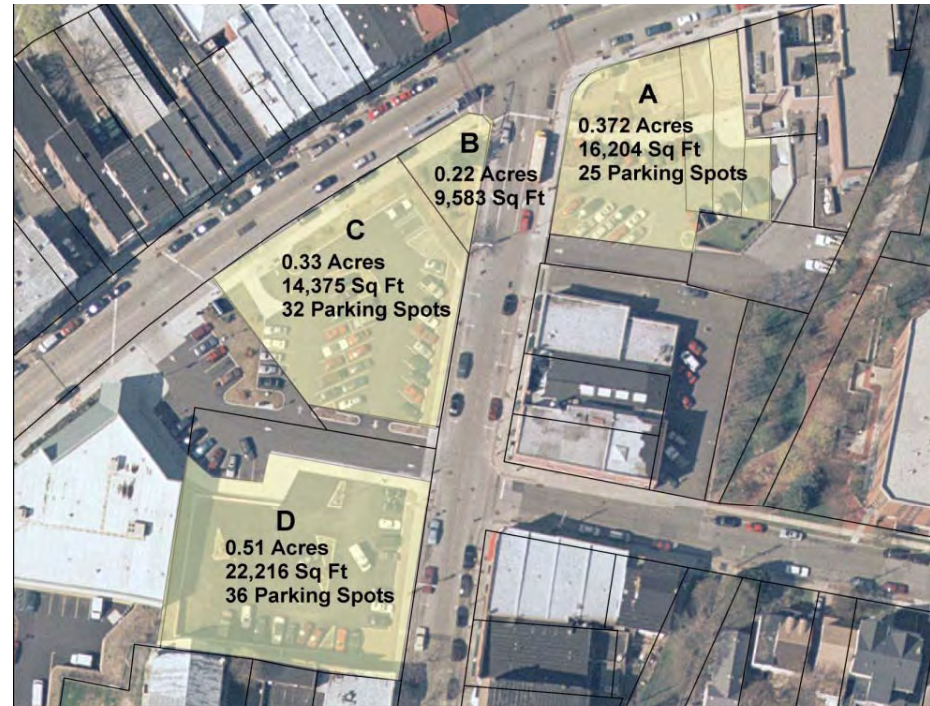 A
0.372 Acres
16,204 Sq Ft
25 Parking Spots
B
0.22 Acres
9,583 Sq Ft
C
0.33 Acres
14,375 Sq Ft
32 Parking Spots
D
0.51 Acres
22,216 Sq Ft
36 Parking Spots